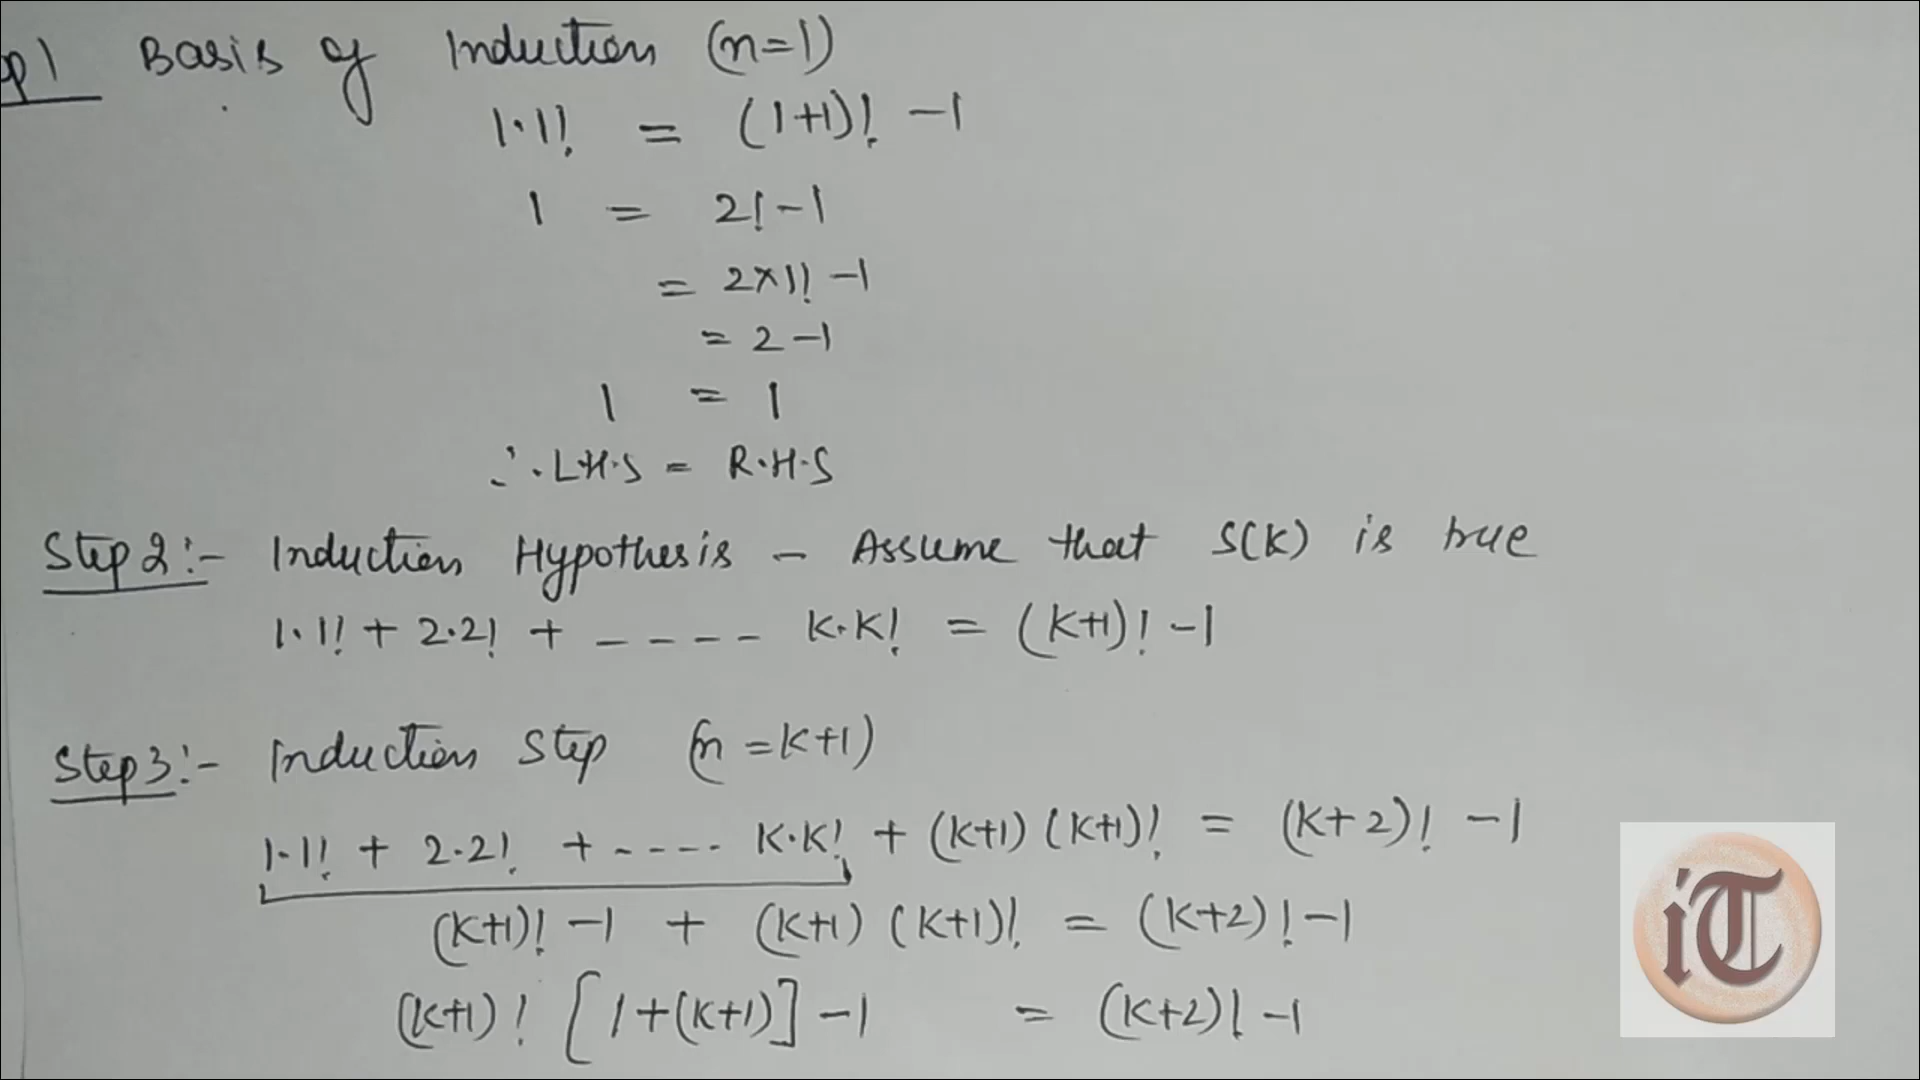 p1 Basis of Induction (n=1)
1·1! = (1+1)! -1
1 = 2! -1
= 2×1! -1
= 2-1
1 = 1
∴ L.H.S = R.H.S
Step 2:- Induction Hypothesis - Assume that S(K) is true
1·1! + 2·2! + ---- K·K! = (K+1)! -1
Step 3:- Induction Step (n=K+1)
1·1! + 2·2! + ---- K·K! + (K+1)(K+1)! = (K+2)! -1
(K+1)! -1 + (K+1)(K+1)! = (K+2)! -1
(K+1)! [1+(K+1)] -1 = (K+2)! -1
iT